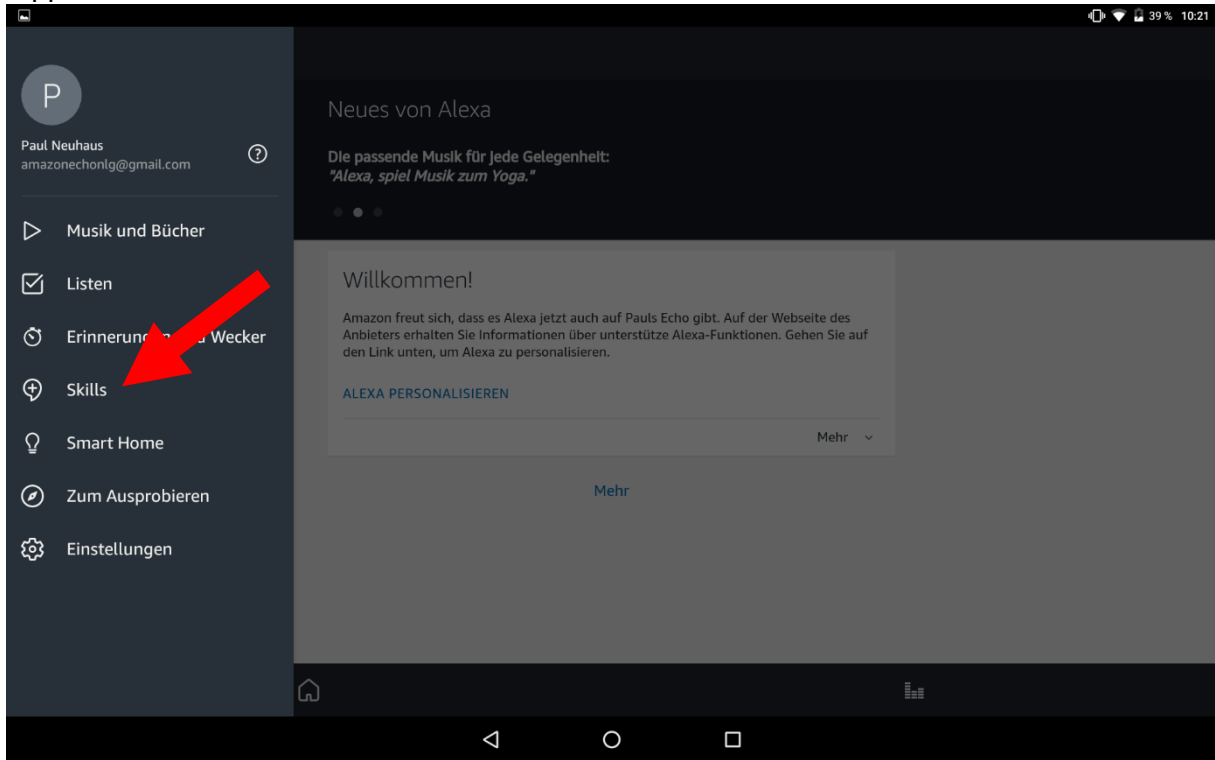 39 % 10:21
P
Paul Neuhaus
amazonechonlg@gmail.com
?
Musik und Bücher
Listen
Wecker
Skills
Smart Home
Zum Ausprobieren
Einstellungen
Neues von Alexa
Die passende Musik für jede Gelegenheit:
"Alexa, spiel Musik zum Yoga."
Willkommen!
Amazon freut sich, dass es Alexa jetzt auch auf Pauls Echo gibt. Auf der Webseite des
Anbieters erhalten Sie Informationen über unterstütze Alexa-Funktionen. Gehen Sie auf
den Link unten, um Alexa zu personalisieren.
ALEXA PERSONALISIEREN
Mehr
Mehr